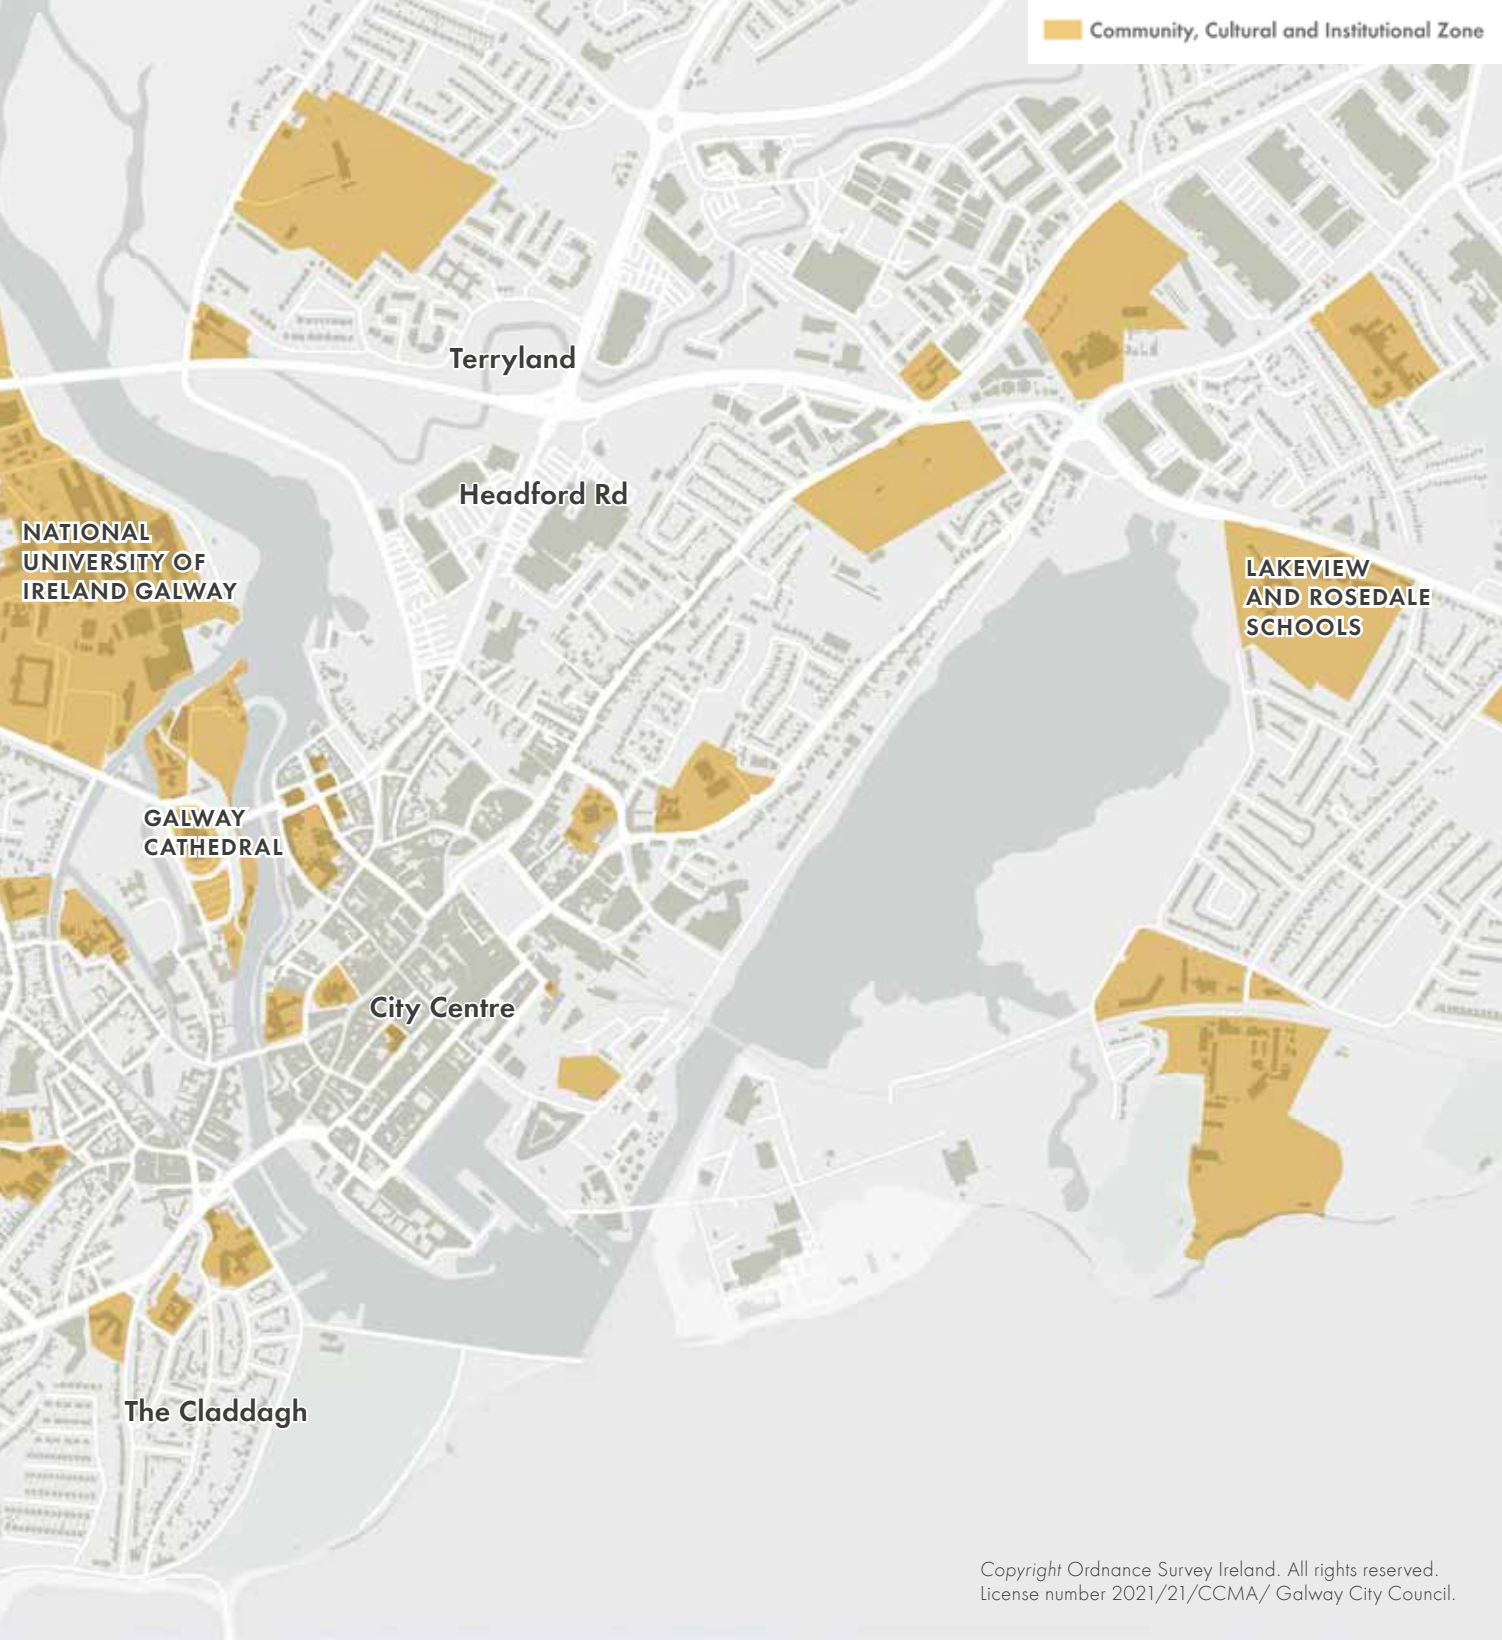 Community, Cultural and Institutional Zone
Terryland
Headford Rd
NATIONAL
UNIVERSITY OF
IRELAND GALWAY
LAKEVIEW
AND ROSEDALE
SCHOOLS
GALWAY
CATHEDRAL
City Centre
The Claddagh
Copyright Ordnance Survey Ireland. All rights reserved.
License number 2021/21/CCMA/ Galway City Council.